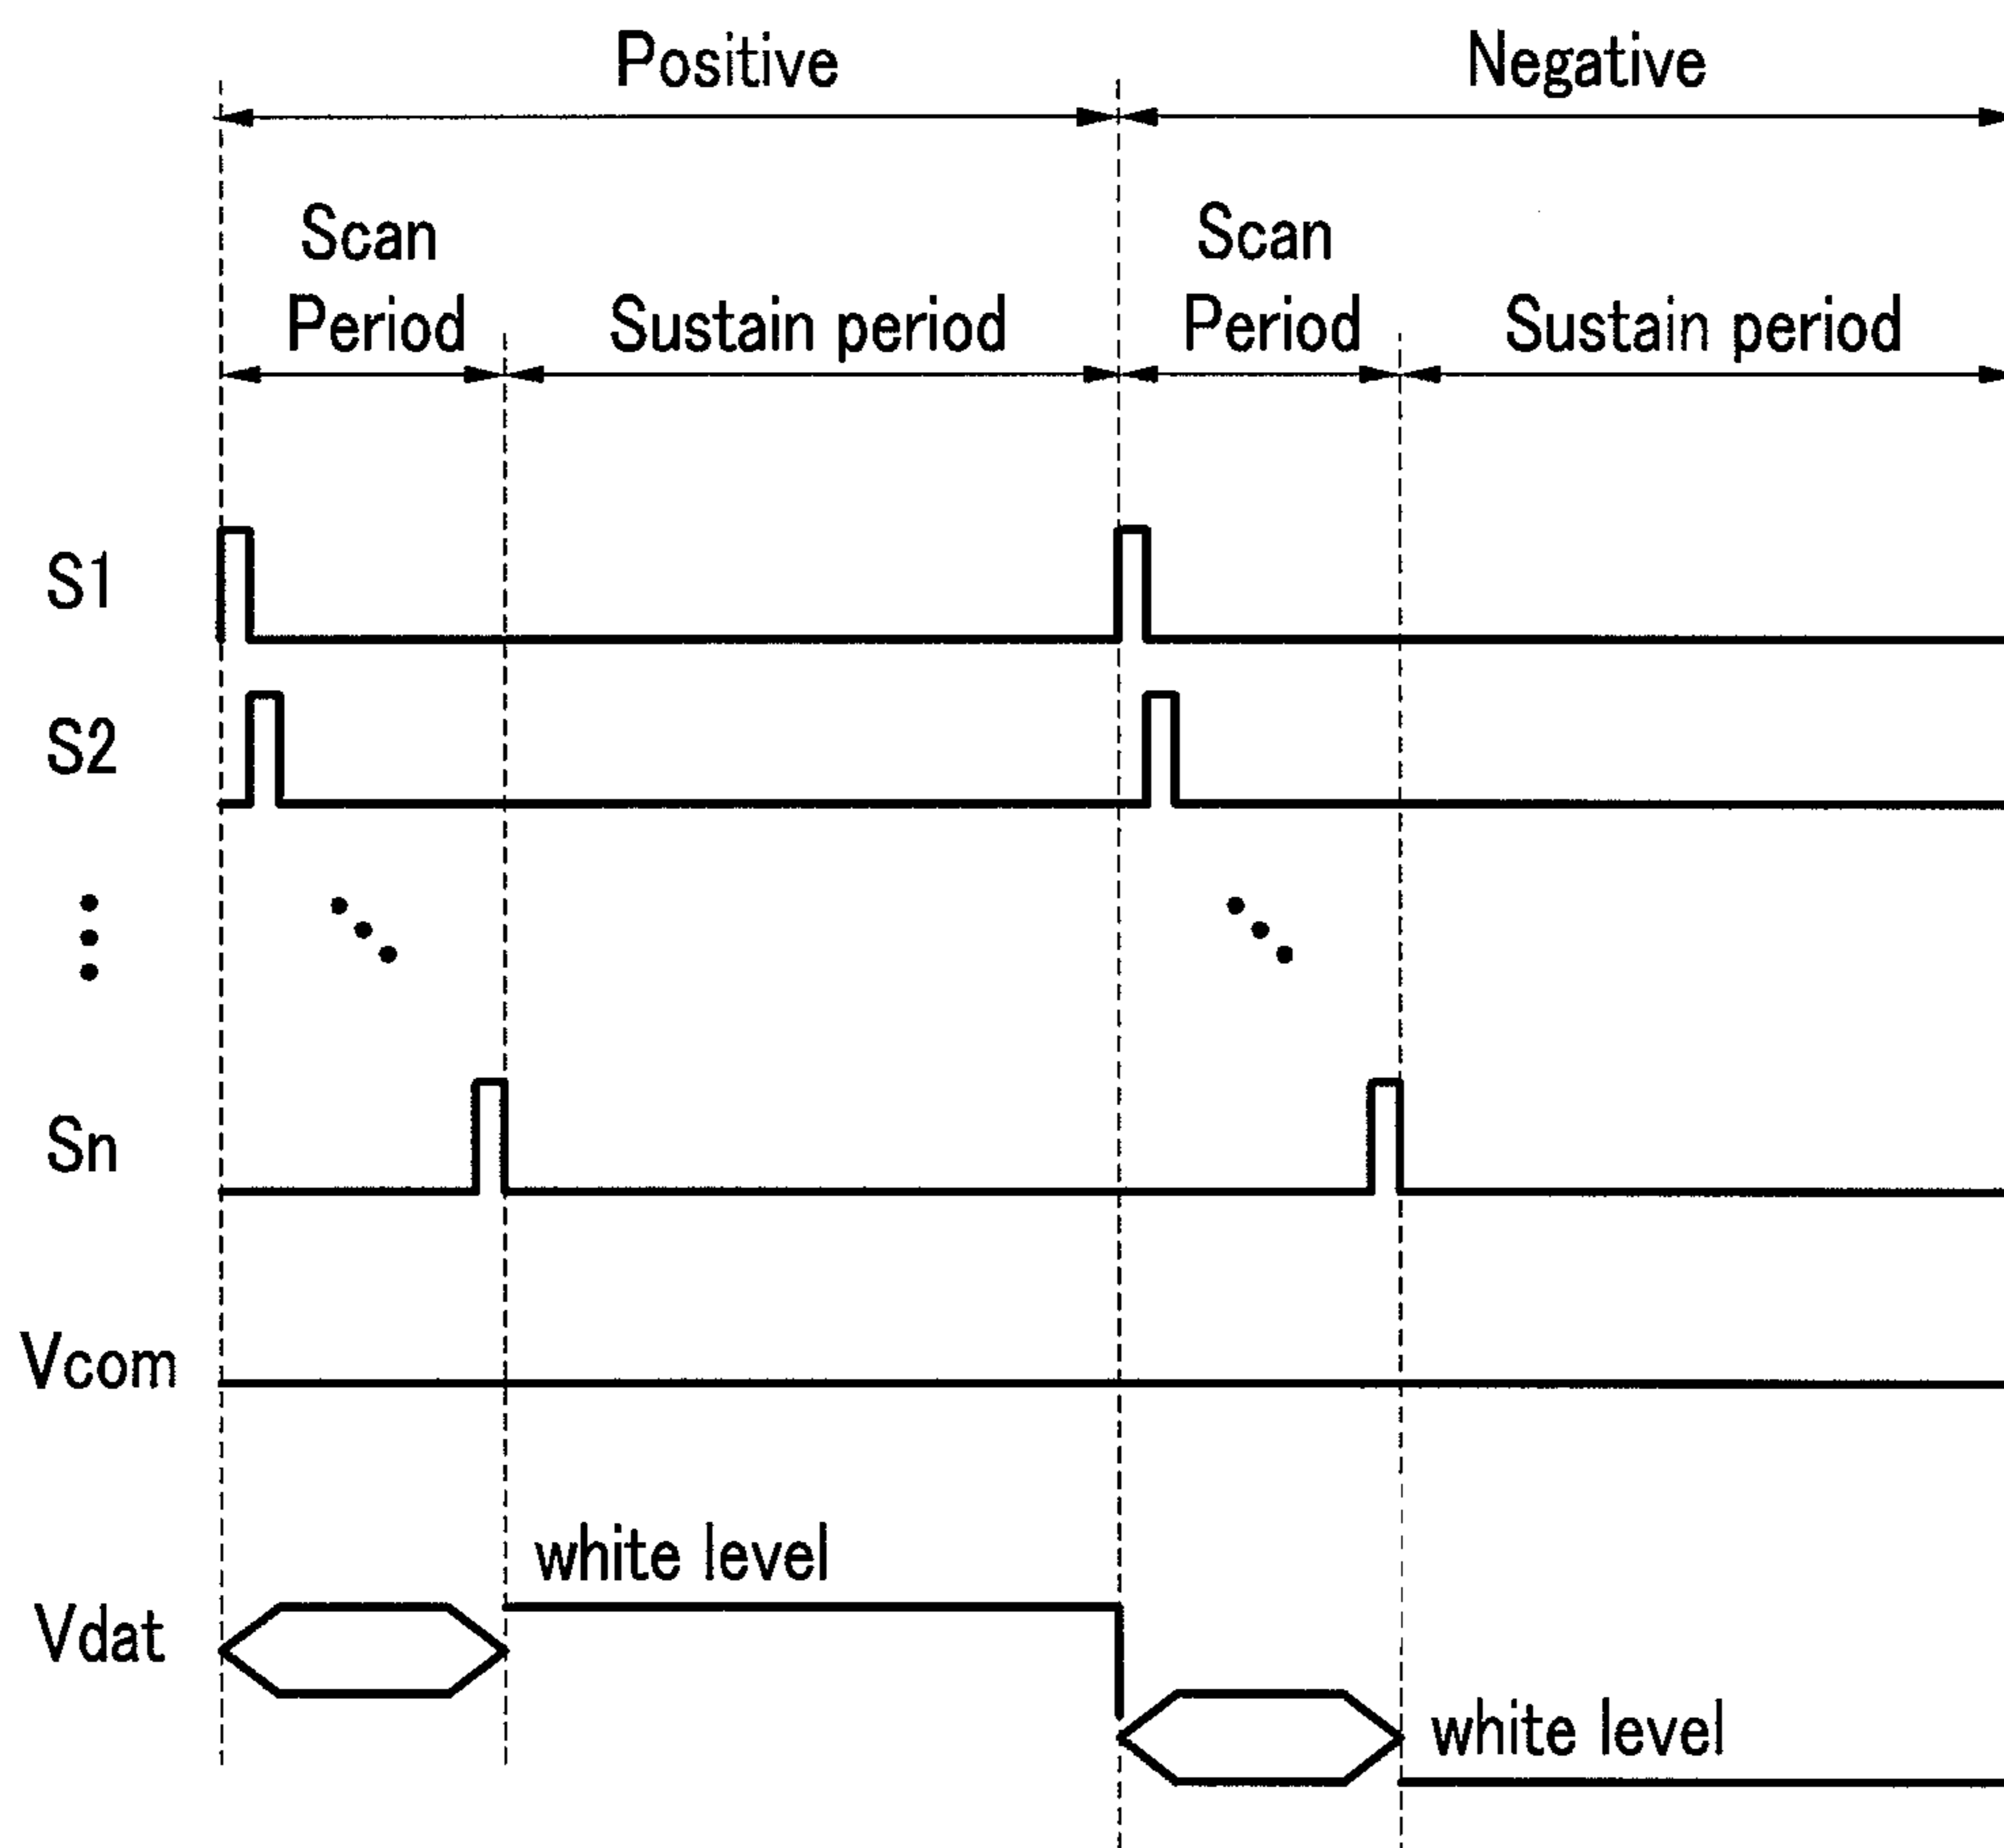 Positive
Negative
Scan
Period
Sustain period
Scan
Period
Sustain period
S1
S2
Sn
Vcom
white level
Vdat
white level